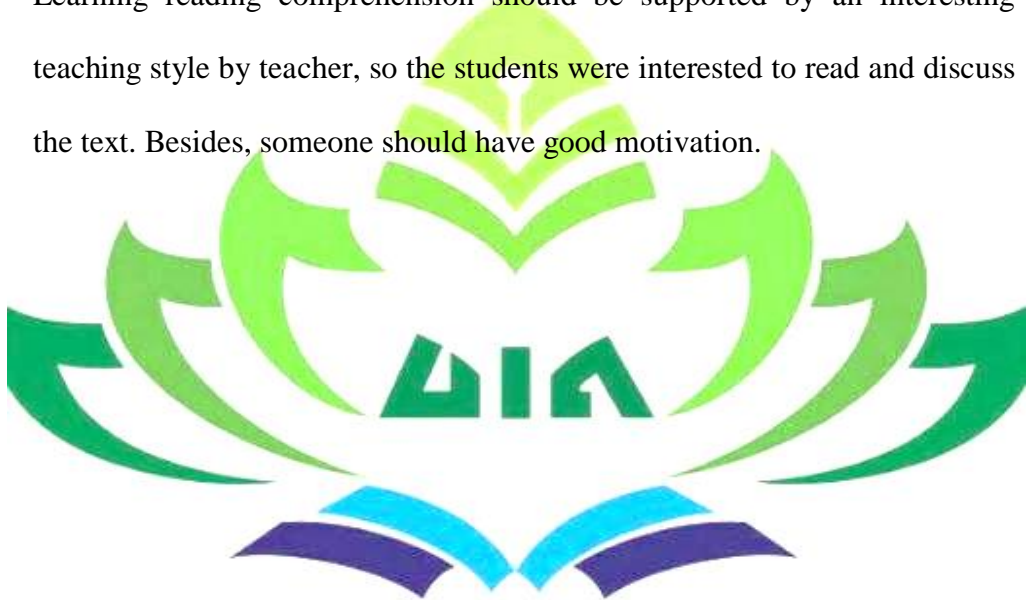 Learning reading comprehension should be supported by an interesting
teaching style by teacher, so the students were interested to read and discuss
the text. Besides, someone should have good motivation.
UIN